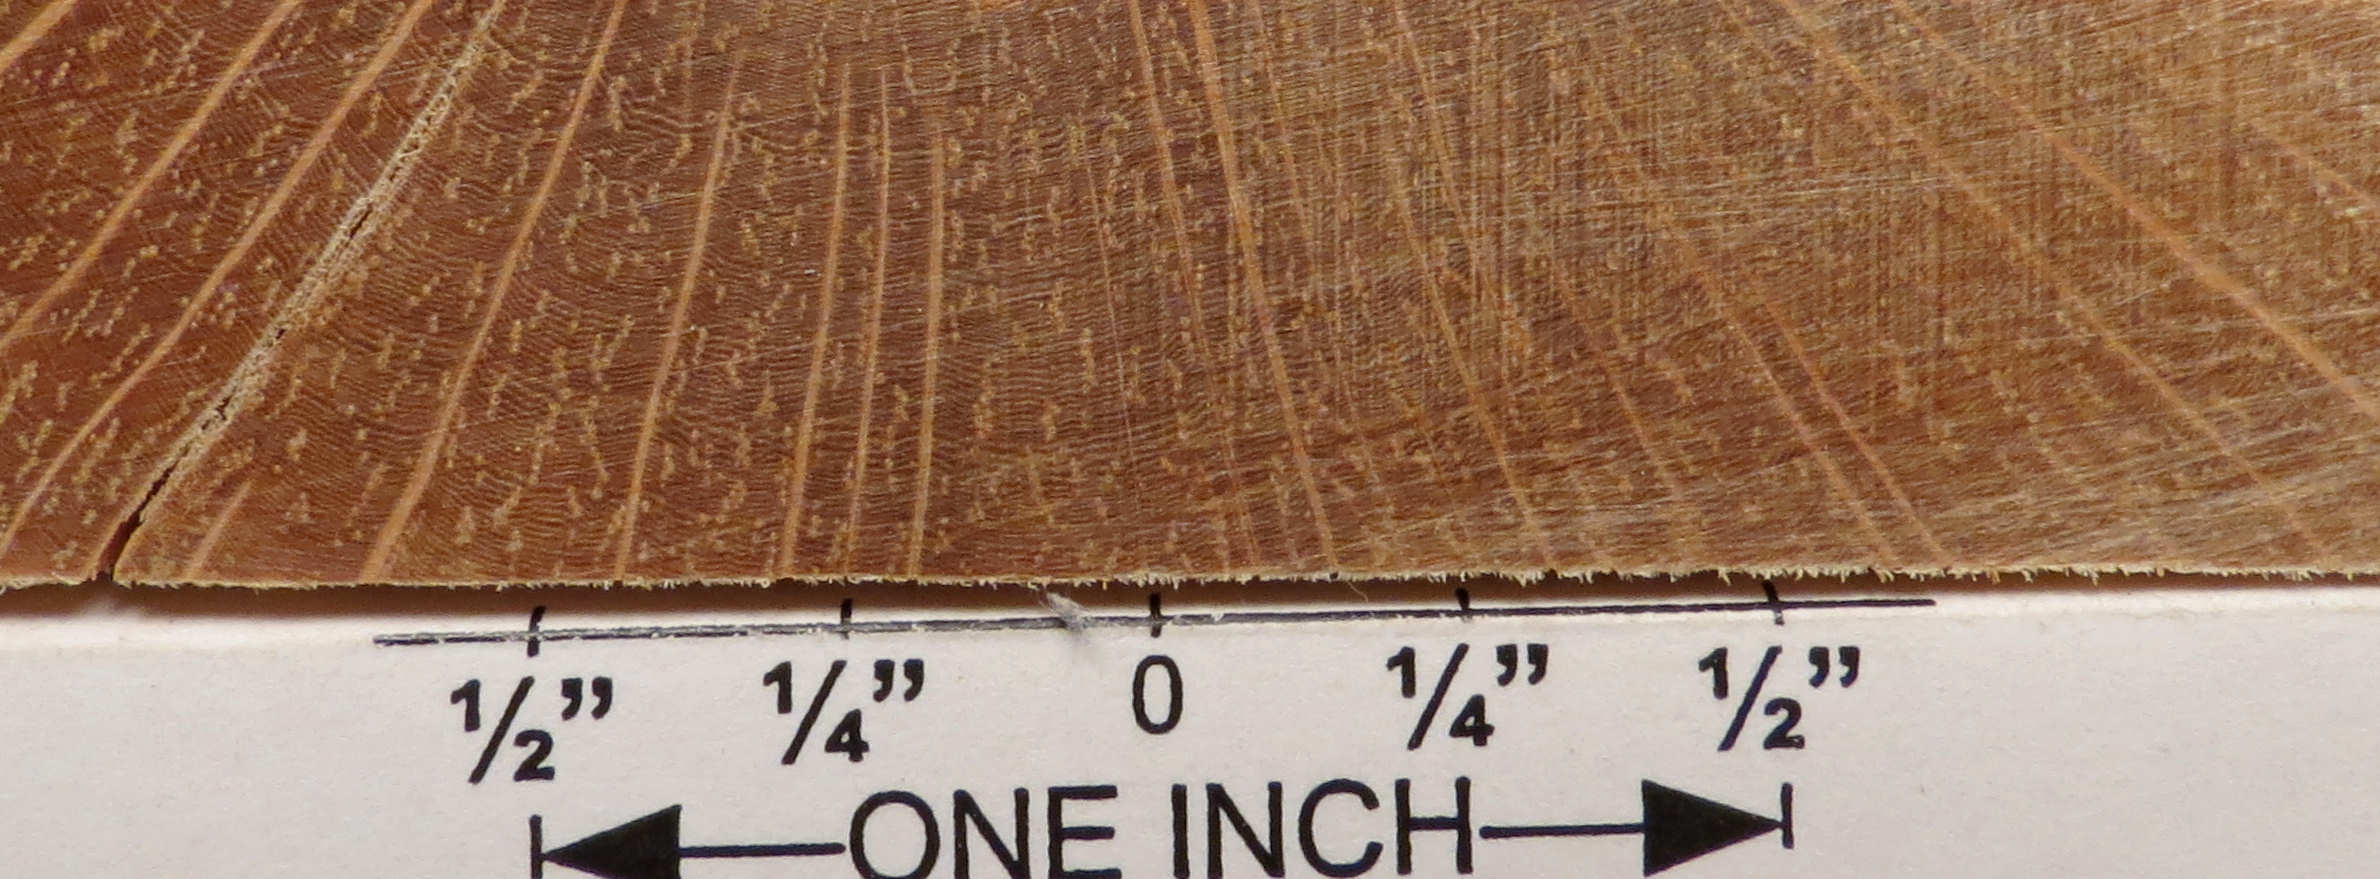 1/2” 1/4” 0 1/4” 1/2”
ONE INCH